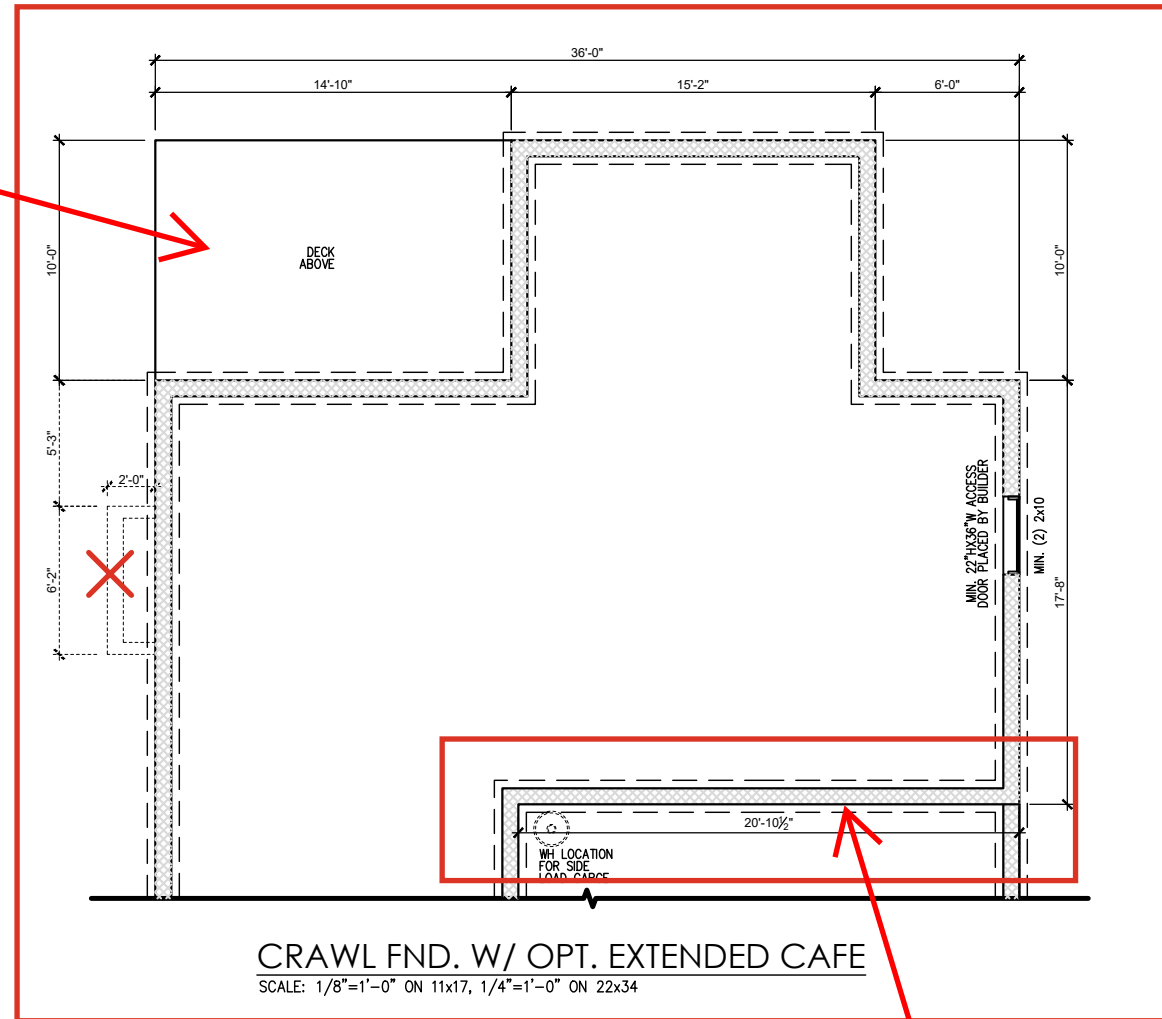 36'-0"
14'-10"
15'-2"
6'-0"
10'-0"
DECK
ABOVE
10'-0"
5'-3"
2'-0"
6'-2"
MIN. 22"HX36"W ACCESS
DOOR PLACED BY BUILDER
MIN. (2) 2x10
17'-8"
20'-10½"
WH LOCATION
FOR SIDE
LOAD GARGE
CRAWL FND. W/ OPT. EXTENDED CAFE
SCALE: 1/8"=1'-0" ON 11x17, 1/4"=1'-0" ON 22x34